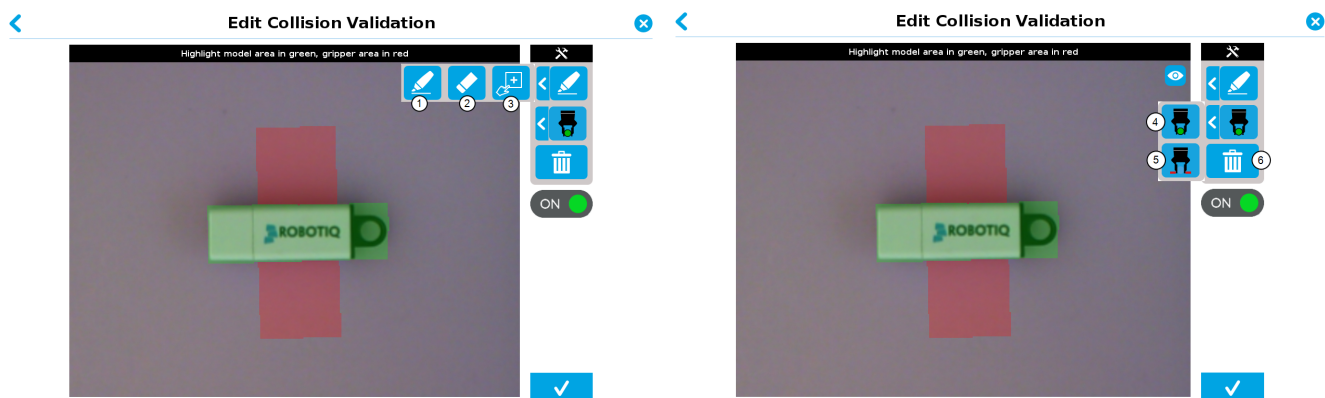 Edit Collision Validation
Highlight model area in green, gripper area in red
1
2
3
ROBOTIQ
ON
Edit Collision Validation
Highlight model area in green, gripper area in red
4
5
6
ROBOTIQ
ON